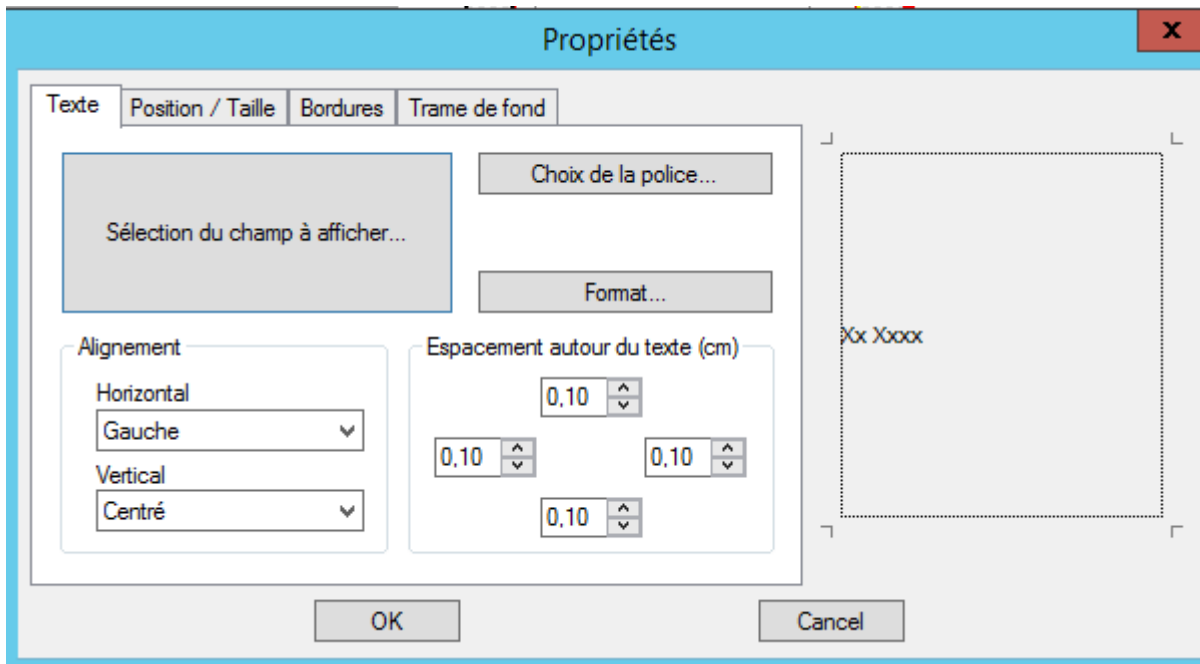 Propriétés
x
Texte
Position / Taille
Bordures
Trame de fond
Sélection du champ à afficher...
Choix de la police...
Format...
Alignement
Horizontal
Gauche
Vertical
Centré
Espacement autour du texte (cm)
0,10
0,10
0,10
0,10
Xx Xxxx
OK
Cancel